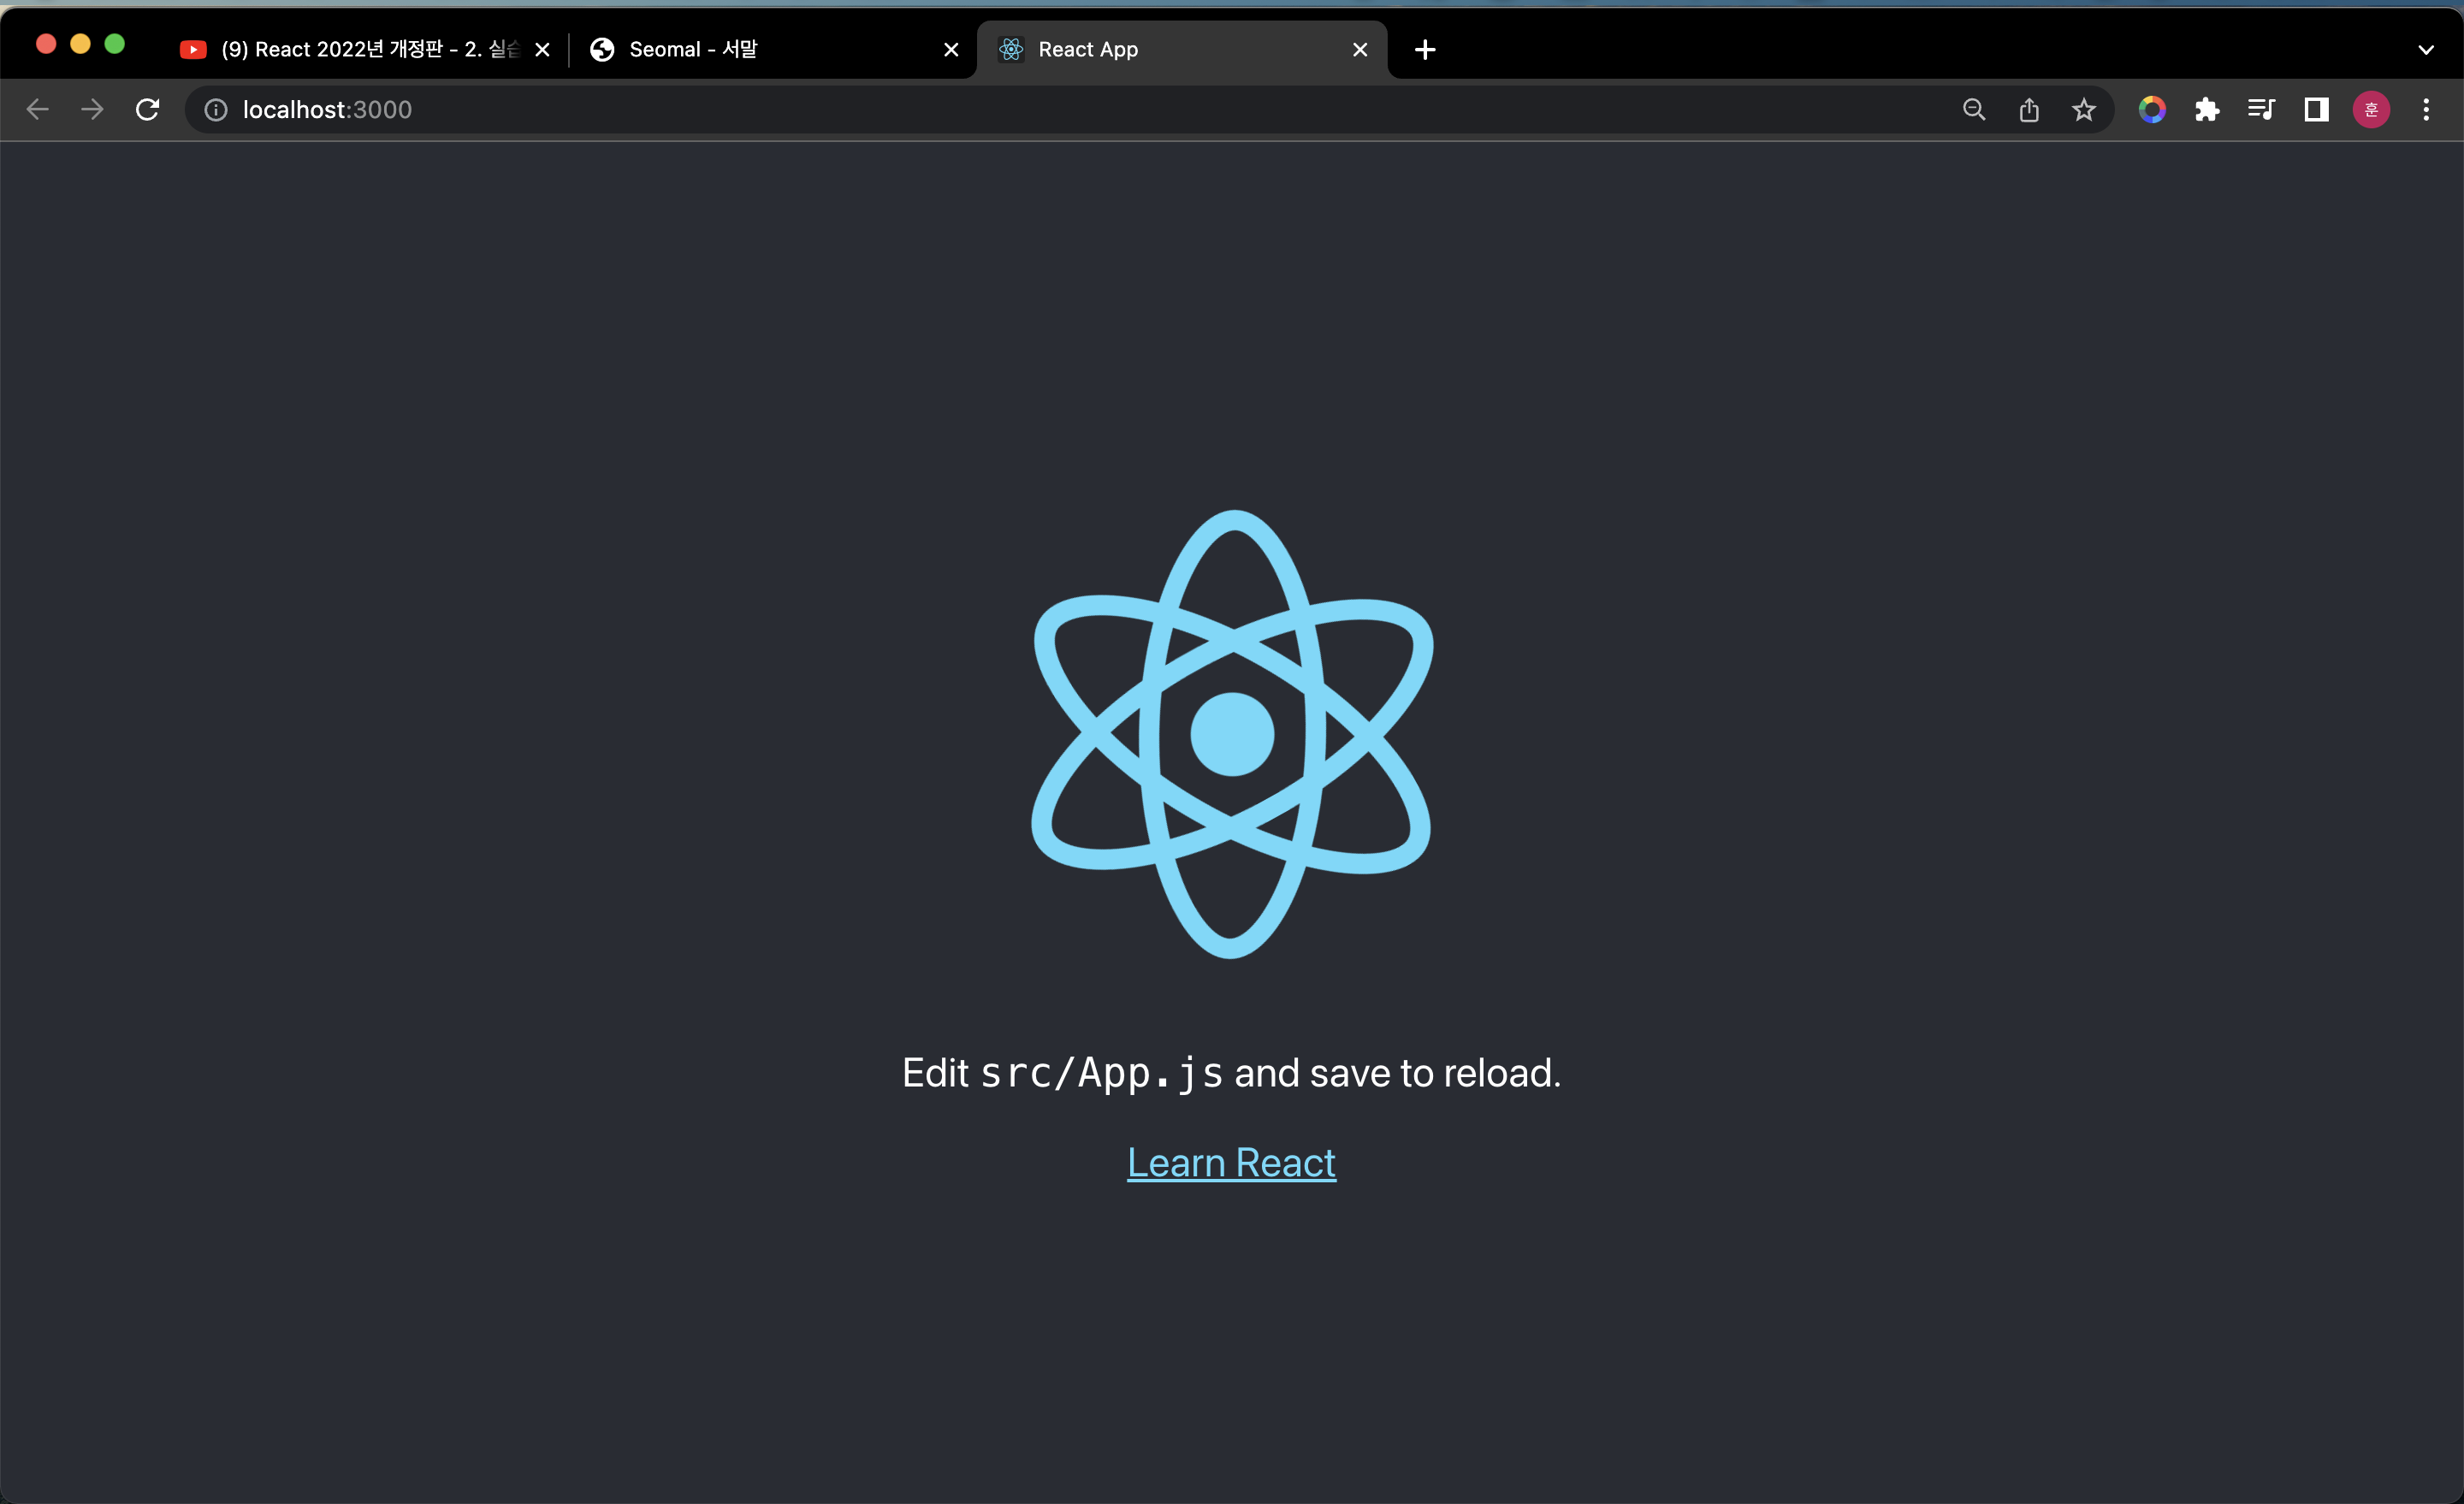 (9) React 2022년 개정판 - 2. 실습
Seomal - 서말
React App
localhost:3000
훈
Edit src/App.js and save to reload.
Learn React